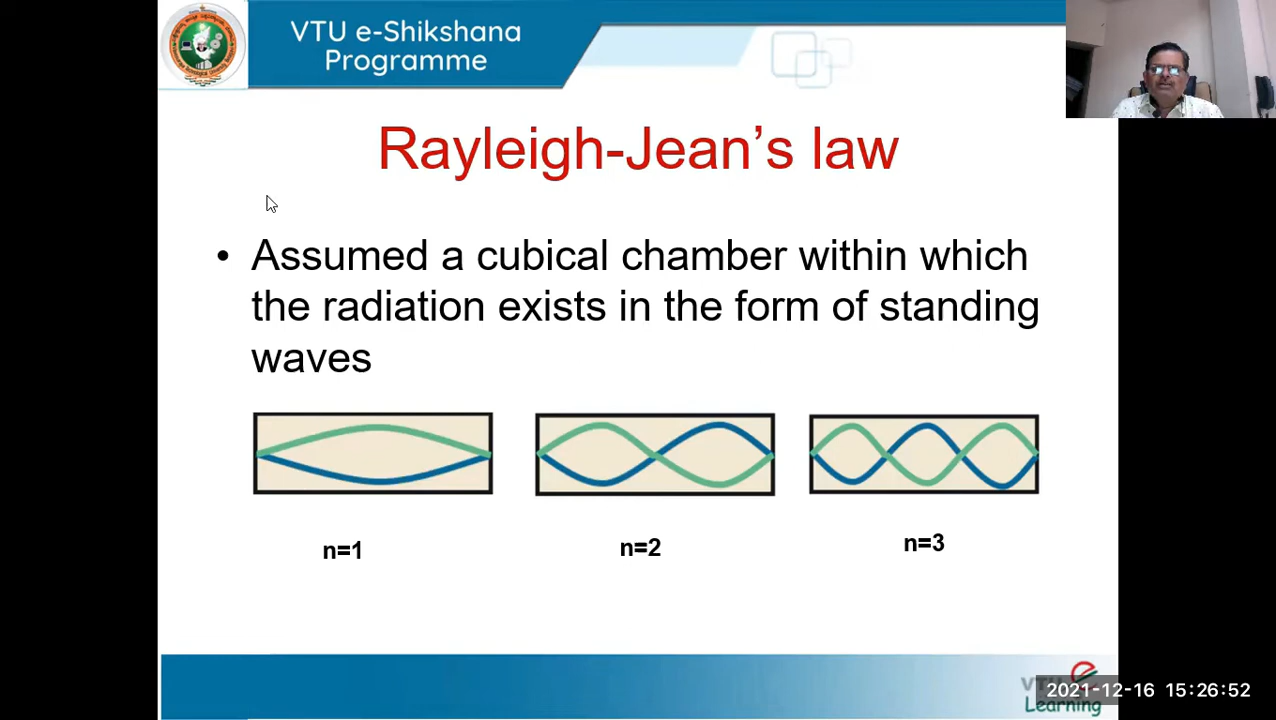 VTU e-Shikshana
Programme
Rayleigh-Jean's law
• Assumed a cubical chamber within which
the radiation exists in the form of standing
waves
n=1
n=2
n=3
VTU e-
Learning
2021-12-16 15:26:52